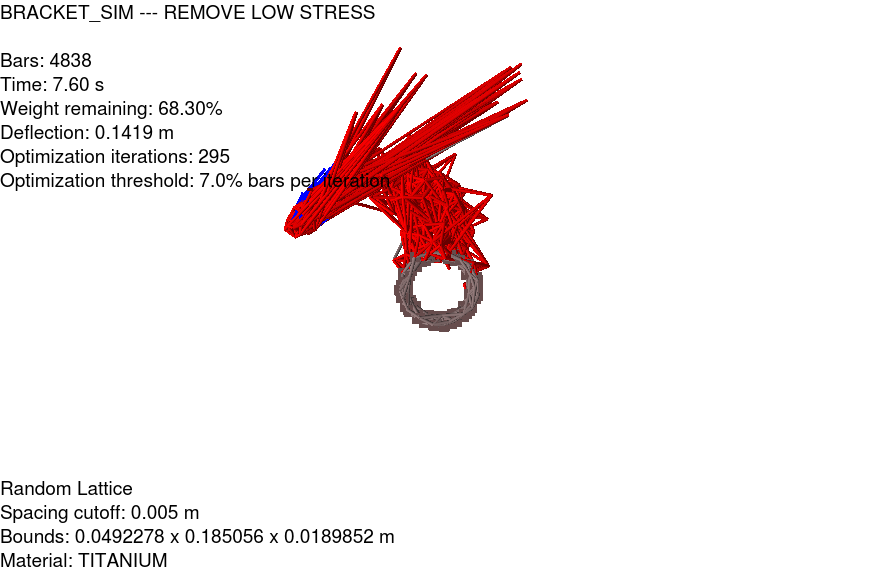 BRACKET_SIM --- REMOVE LOW STRESS
Bars: 4838
Time: 7.60 s
Weight remaining: 68.30%
Deflection: 0.1419 m
Optimization iterations: 295
Optimization threshold: 7.0% bars per iteration
Random Lattice
Spacing cutoff: 0.005 m
Bounds: 0.0492278 x 0.185056 x 0.0189852 m
Material: TITANIUM